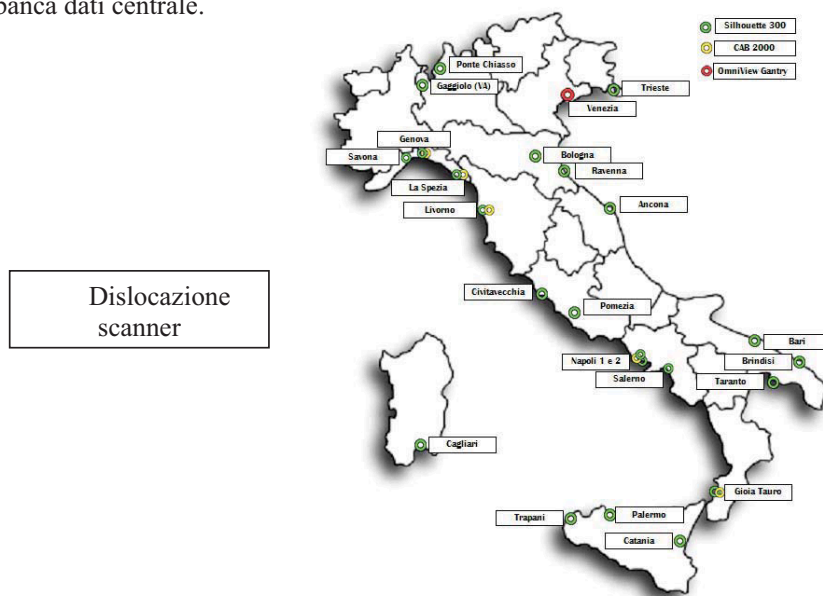 banca dati centrale.
Silhouette 300
CAB 2000
OmniView Gantry
Ponte Chiasso
Gaggiolo (VA)
Trieste
Venezia
Genova
Savona
Bologna
Ravenna
La Spezia
Livorno
Ancona
Dislocazione
scanner
Civitavecchia
Pomezia
Bari
Napoli 1 e 2
Brindisi
Salerno
Taranto
Cagliari
Gioia Tauro
Trapani
Palermo
Catania